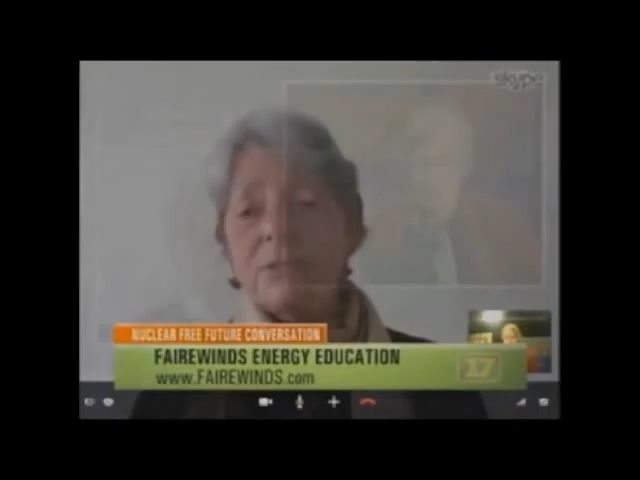 skype
NUCLEAR FREE FUTURE CONVERSATION
FAIREWINDS ENERGY EDUCATION
17
www.FAIREWINDS.com